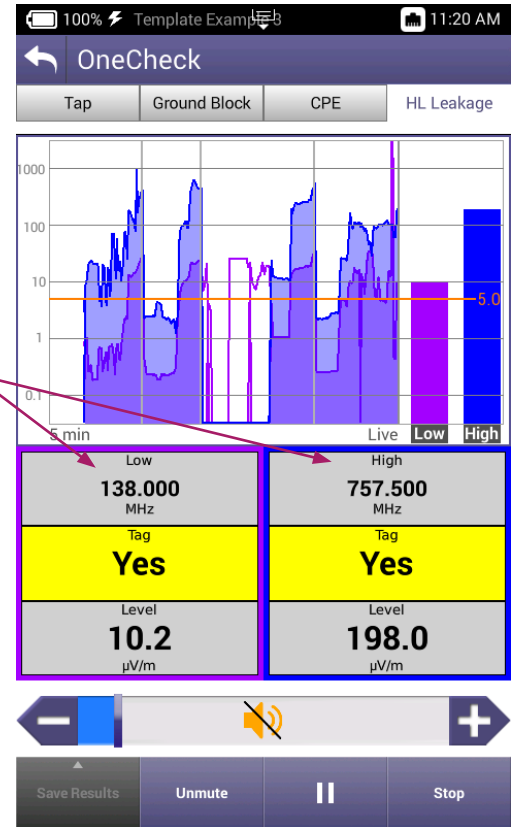 100% Template Example 3 11:20 AM
OneCheck
Tap Ground Block CPE HL Leakage
1000
100
10
5.0
1
0.1
5 min Live Low High
Low High
138.000 757.500
MHz MHz
Tag Tag
Yes Yes
Level Level
10.2 198.0
µV/m µV/m
Save Results Unmute Stop